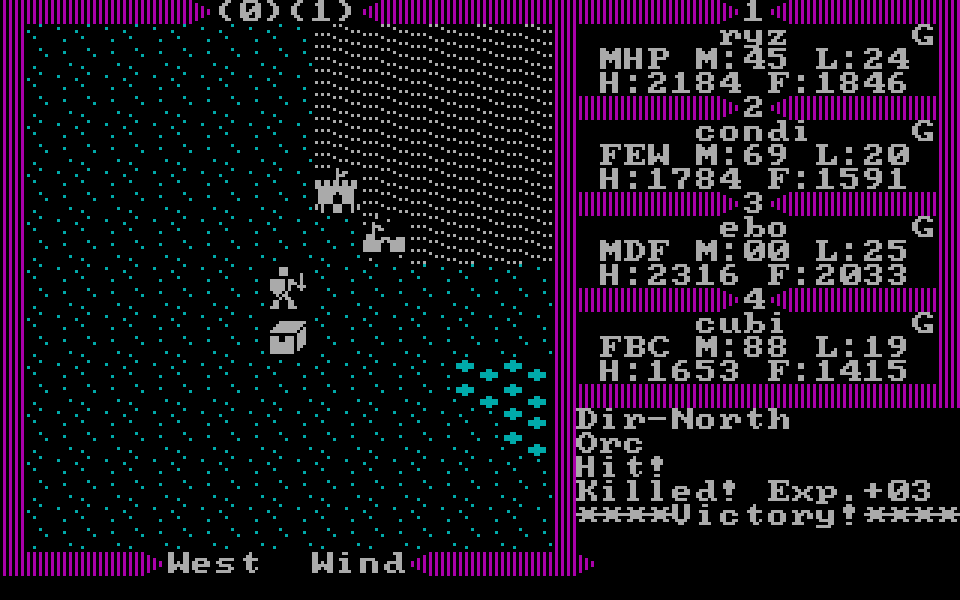 (0)(1)
1
ryz G
MHP M:45 L:24
H:2184 F:1846
2
condi G
FEW M:69 L:20
H:1784 F:1591
3
ebo G
MDF M:00 L:25
H:2316 F:2033
4
cubi G
FBC M:88 L:19
H:1653 F:1415
Dir-North
Orc
Hit!
Killed! Exp.+03
****Victory!****
West Wind